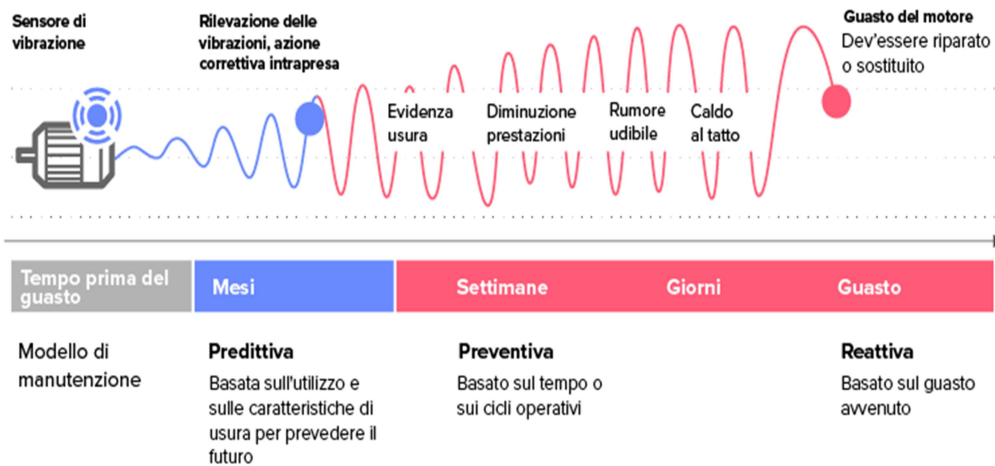 Sensore di
vibrazione
Rilevazione delle
vibrazioni, azione
correttiva intrapresa
Guasto del motore
Dev'essere riparato
o sostituito
Evidenza
usura
Diminuzione
prestazioni
Rumore
udibile
Caldo
al tatto
Tempo prima del
guasto
Mesi
Settimane
Giorni
Guasto
Modello di
manutenzione
Predittiva
Basata sull'utilizzo e
sulle caratteristiche di
usura per prevedere il
futuro
Preventiva
Basato sul tempo o
sui cicli operativi
Reattiva
Basato sul guasto
avvenuto